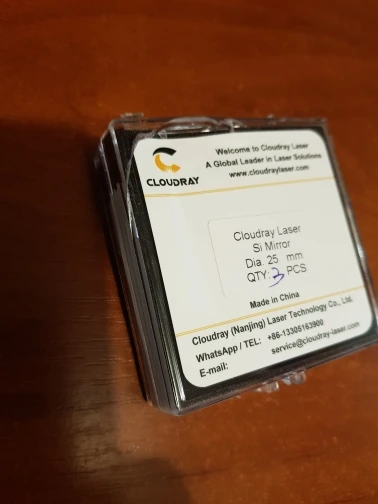 CLOUDRAY
Welcome to Cloudray Laser
A Global Leader in Laser Solutions
www.cloudraylaser.com
Cloudray Laser
Si Mirror
Dia. 25 mm
QTY: 3 PCS
Made in China
Cloudray (Nanjing) Laser Technology Co., Ltd.
WhatsApp / TEL: +86-13305163900
E-mail: service@cloudray-laser.com